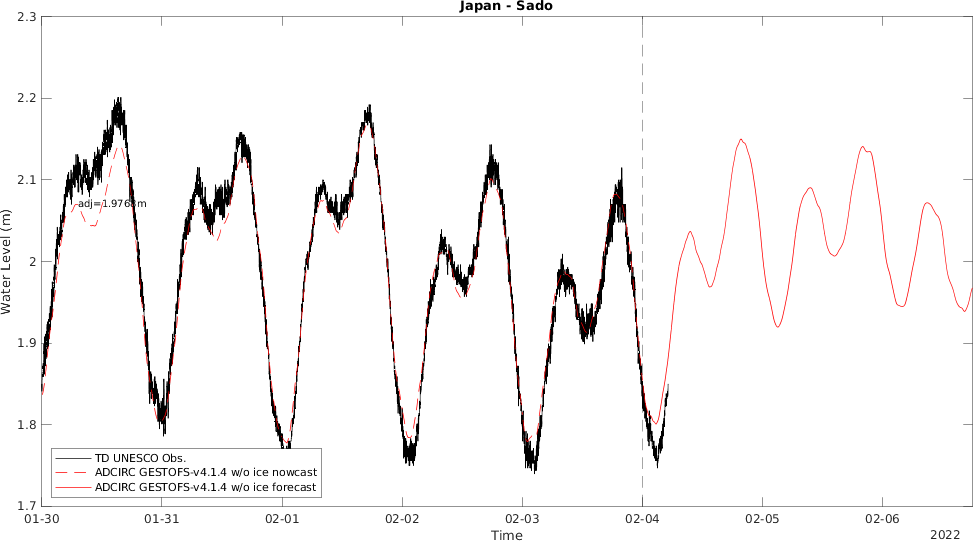 Japan - Sado
2.3
2.2
2.1
2
1.9
1.8
1.7
Water Level (m)
adj=1.9768m
TD UNESCO Obs.
ADCIRC GESTOFS-v4.1.4 w/o ice nowcast
ADCIRC GESTOFS-v4.1.4 w/o ice forecast
01-30 01-31 02-01 02-02 02-03 02-04 02-05 02-06
Time
2022